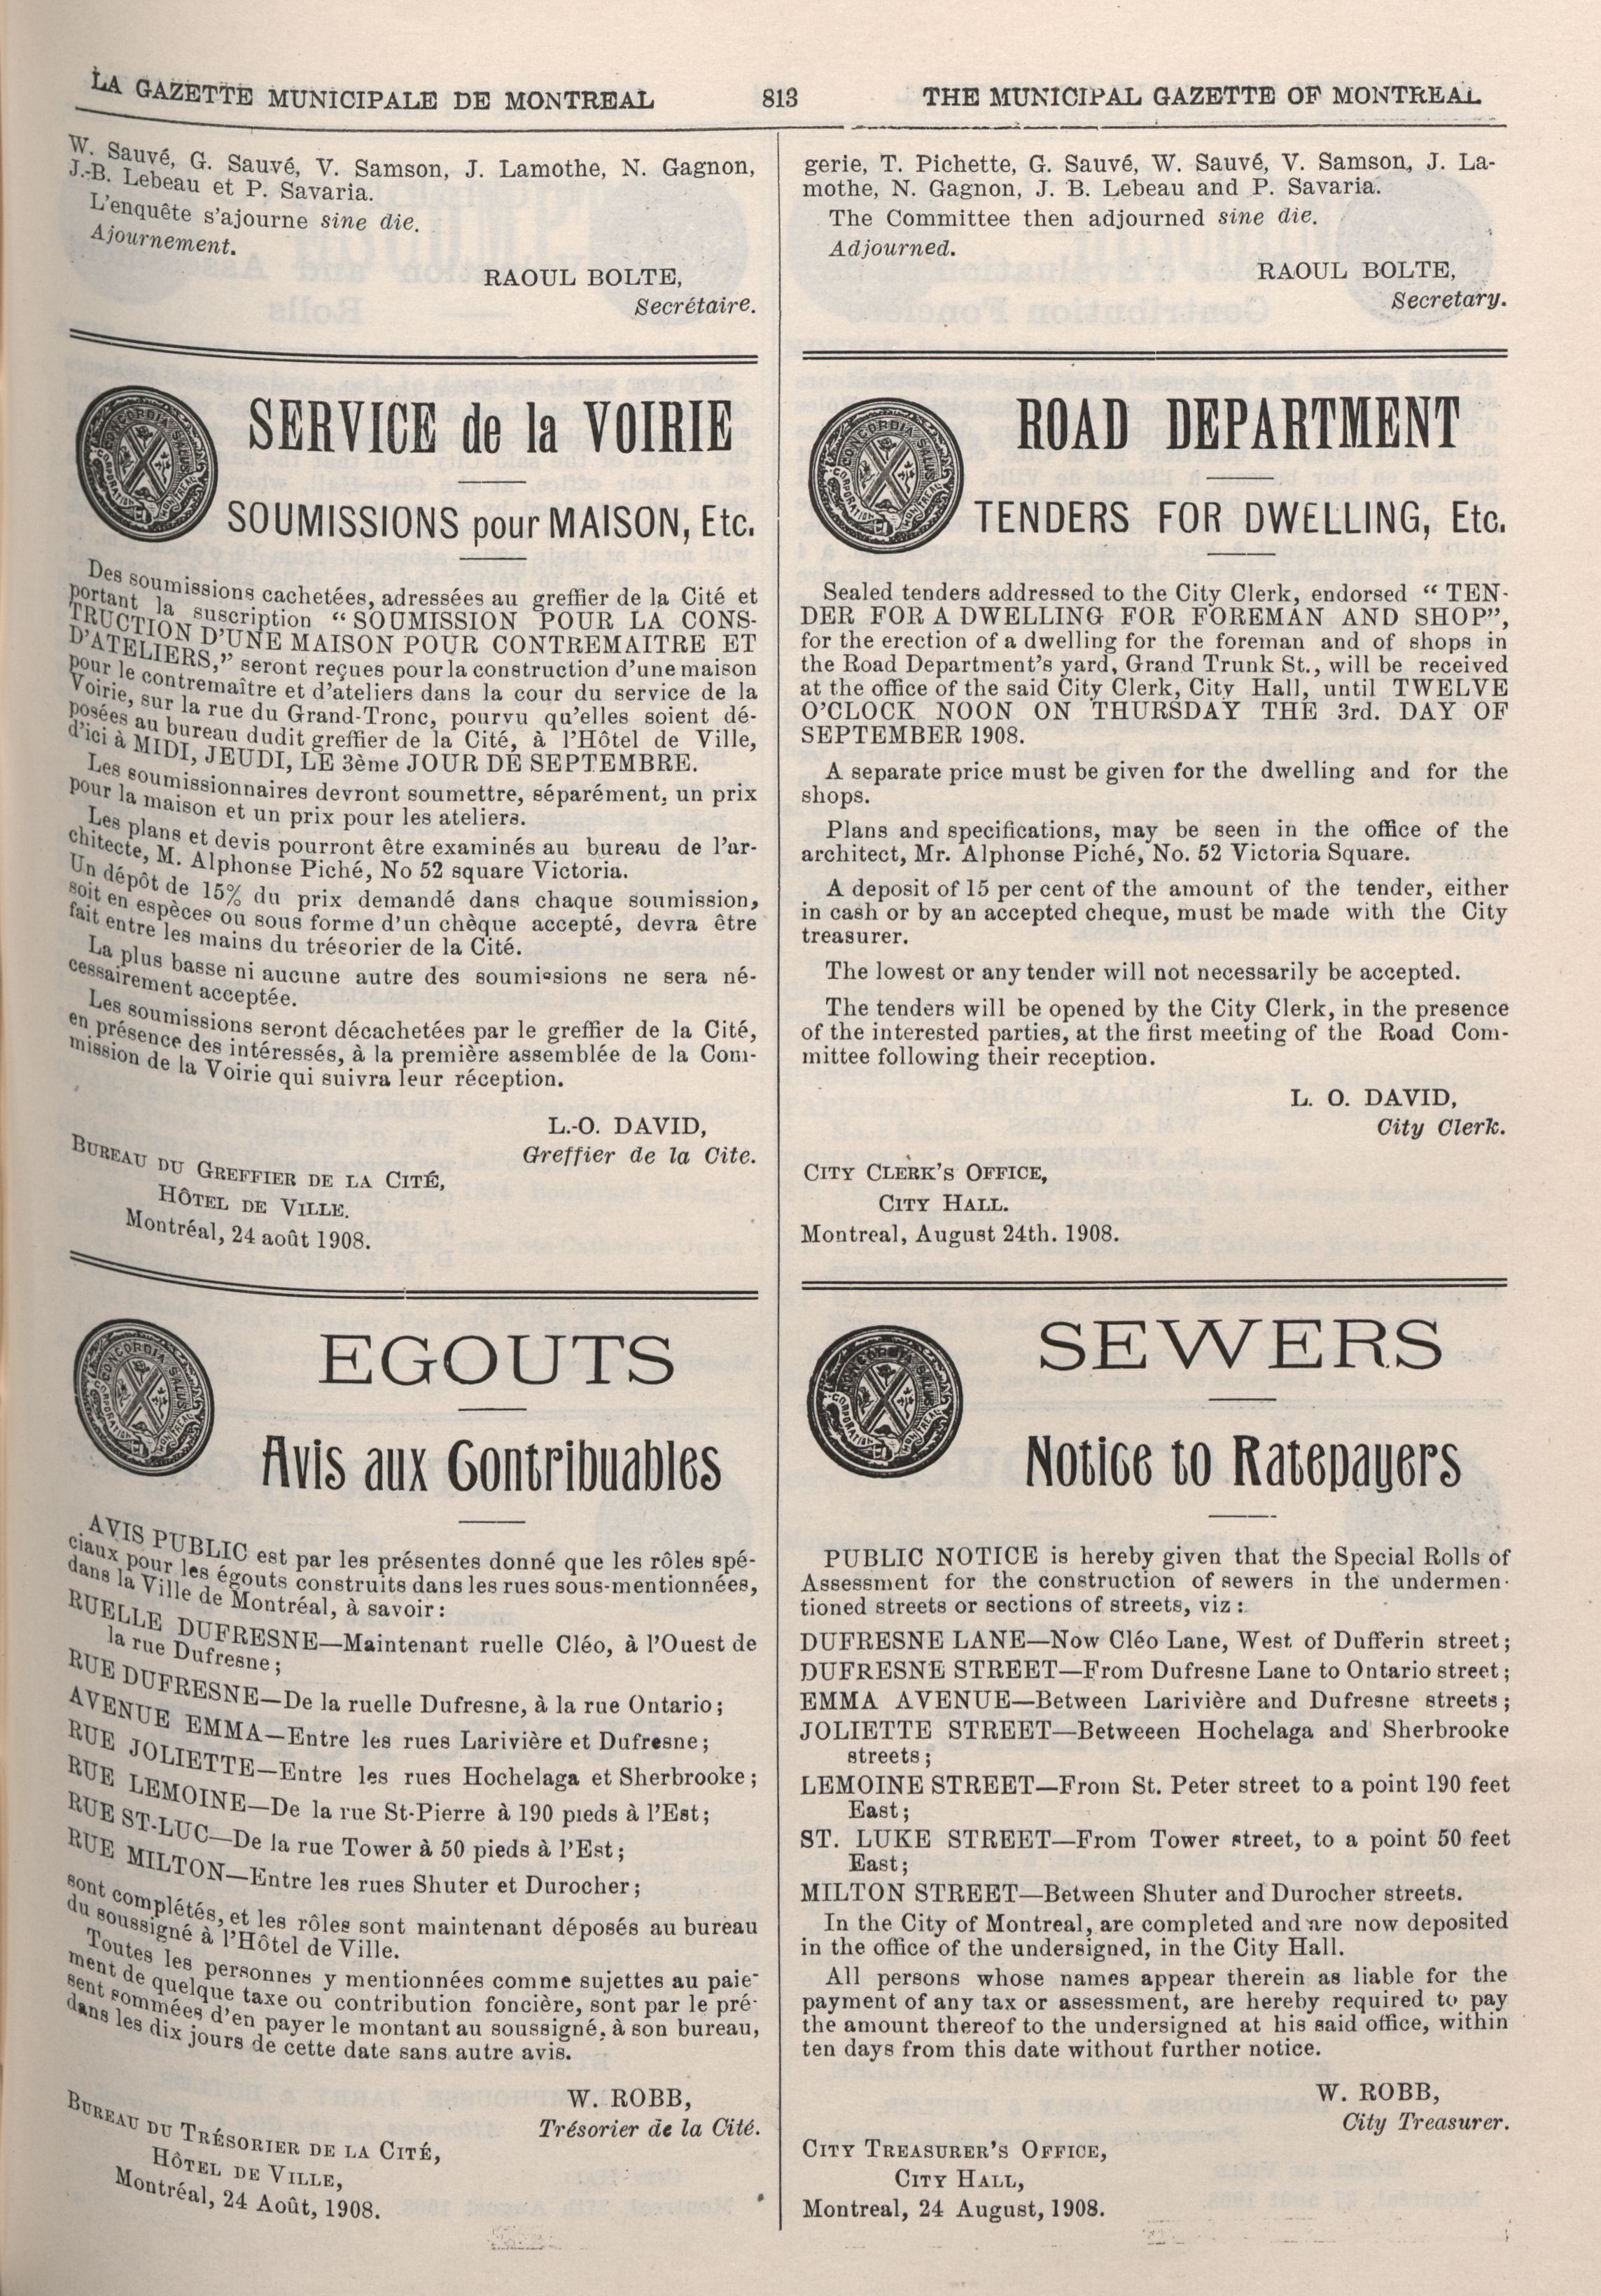 LA GAZETTE MUNICIPALE DE MONTREAL 813 THE MUNICIPAL GAZETTE OF MONTREAL
W. Sauvé, G. Sauvé, V. Samson, J. Lamothe, N. Gagnon,
J.-B. Lebeau et P. Savaria.
L'enquête s'ajourne sine die.
Ajournement.
RAOUL BOLTE,
Secrétaire.
SERVICE de la VOIRIE
SOUMISSIONS pour MAISON, Etc.
Des soumissions cachetées, adressées au greffier de la Cité et
portant la suscription “ SOUMISSION POUR LA CONS-
TRUCTION D'UNE MAISON POUR CONTREMAITRE ET
D'ATELIERS,” seront reçues pour la construction d'une maison
pour le contremaître et d'ateliers dans la cour du service de la
Voirie, sur la rue du Grand-Tronc, pourvu qu'elles soient dé-
posées au bureau dudit greffier de la Cité, à l'Hôtel de Ville,
d'ici à MIDI, JEUDI, LE 3ème JOUR DE SEPTEMBRE.
Les soumissionnaires devront soumettre, séparément, un prix
pour la maison et un prix pour les ateliers.
Les plans et devis pourront être examinés au bureau de l'ar-
chitecte, M. Alphonse Piché, No 52 square Victoria.
Un dépôt de 15% du prix demandé dans chaque soumission,
soit en espèces ou sous forme d'un chèque accepté, devra être
fait entre les mains du trésorier de la Cité.
La plus basse ni aucune autre des soumissions ne sera né-
cessairement acceptée.
Les soumissions seront décachetées par le greffier de la Cité,
en présence des intéressés, à la première assemblée de la Com-
mission de la Voirie qui suivra leur réception.
L.-O. DAVID,
Greffier de la Cite.
BUREAU DU GREFFIER DE LA CITÉ,
HÔTEL DE VILLE.
Montréal, 24 août 1908.
EGOUTS
Avis aux Contribuables
AVIS PUBLIC est par les présentes donné que les rôles spé-
ciaux pour les égouts construits dans les rues sous-mentionnées,
dans la Ville de Montréal, à savoir :
RUELLE DUFRESNE—Maintenant ruelle Cléo, à l'Ouest de
la rue Dufresne ;
RUE DUFRESNE—De la ruelle Dufresne, à la rue Ontario ;
AVENUE EMMA—Entre les rues Larivière et Dufresne ;
RUE JOLIETTE—Entre les rues Hochelaga et Sherbrooke ;
RUE LEMOINE—De la rue St-Pierre à 190 pieds à l'Est ;
RUE ST-LUC—De la rue Tower à 50 pieds à l'Est ;
RUE MILTON—Entre les rues Shuter et Durocher ;
sont complétés, et les rôles sont maintenant déposés au bureau
du soussigné à l'Hôtel de Ville.
Toutes les personnes y mentionnées comme sujettes au paie-
ment de quelque taxe ou contribution foncière, sont par le pré-
sent sommées d'en payer le montant au soussigné, à son bureau,
dans les dix jours de cette date sans autre avis.
W. ROBB,
Trésorier de la Cité.
BUREAU DU TRÉSORIER DE LA CITÉ,
HÔTEL DE VILLE,
Montréal, 24 Août, 1908.
gerie, T. Pichette, G. Sauvé, W. Sauvé, V. Samson, J. La-
mothe, N. Gagnon, J. B. Lebeau and P. Savaria.
The Committee then adjourned sine die.
Adjourned.
RAOUL BOLTE,
Secretary.
ROAD DEPARTMENT
TENDERS FOR DWELLING, Etc.
Sealed tenders addressed to the City Clerk, endorsed “ TEN-
DER FOR A DWELLING FOR FOREMAN AND SHOP”,
for the erection of a dwelling for the foreman and of shops in
the Road Department's yard, Grand Trunk St., will be received
at the office of the said City Clerk, City Hall, until TWELVE
O'CLOCK NOON ON THURSDAY THE 3rd. DAY OF
SEPTEMBER 1908.
A separate price must be given for the dwelling and for the
shops.
Plans and specifications, may be seen in the office of the
architect, Mr. Alphonse Piché, No. 52 Victoria Square.
A deposit of 15 per cent of the amount of the tender, either
in cash or by an accepted cheque, must be made with the City
treasurer.
The lowest or any tender will not necessarily be accepted.
The tenders will be opened by the City Clerk, in the presence
of the interested parties, at the first meeting of the Road Com-
mittee following their reception.
L. O. DAVID,
City Clerk.
CITY CLERK'S OFFICE,
CITY HALL.
Montreal, August 24th. 1908.
SEWERS
Notice to Ratepayers
PUBLIC NOTICE is hereby given that the Special Rolls of
Assessment for the construction of sewers in the undermen-
tioned streets or sections of streets, viz :
DUFRESNE LANE—Now Cléo Lane, West of Dufferin street ;
DUFRESNE STREET—From Dufresne Lane to Ontario street ;
EMMA AVENUE—Between Larivière and Dufresne streets ;
JOLIETTE STREET—Betweeen Hochelaga and Sherbrooke
streets ;
LEMOINE STREET—From St. Peter street to a point 190 feet
East ;
ST. LUKE STREET—From Tower street, to a point 50 feet
East ;
MILTON STREET—Between Shuter and Durocher streets.
In the City of Montreal, are completed and are now deposited
in the office of the undersigned, in the City Hall.
All persons whose names appear therein as liable for the
payment of any tax or assessment, are hereby required to pay
the amount thereof to the undersigned at his said office, within
ten days from this date without further notice.
W. ROBB,
City Treasurer.
CITY TREASURER'S OFFICE,
CITY HALL,
Montreal, 24 August, 1908.